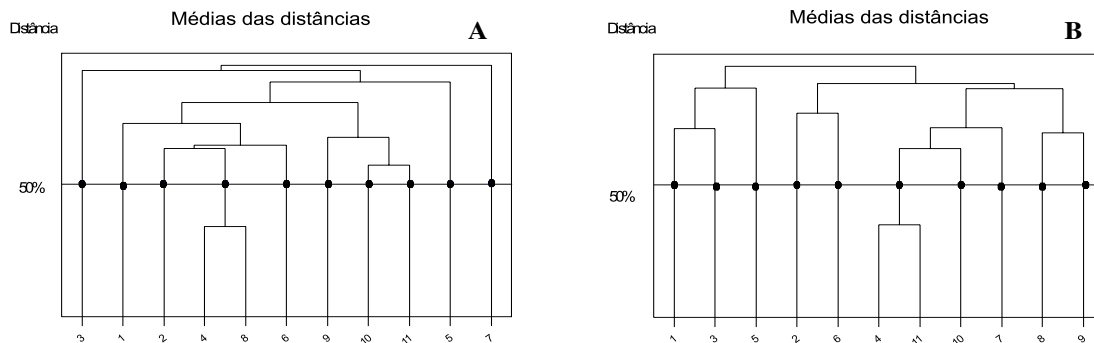 Médias das distâncias
Distância
A
50%
3 1 2 4 8 6 9 10 11 5 7
Médias das distâncias
Distância
B
50%
1 3 5 2 6 4 11 10 7 8 9